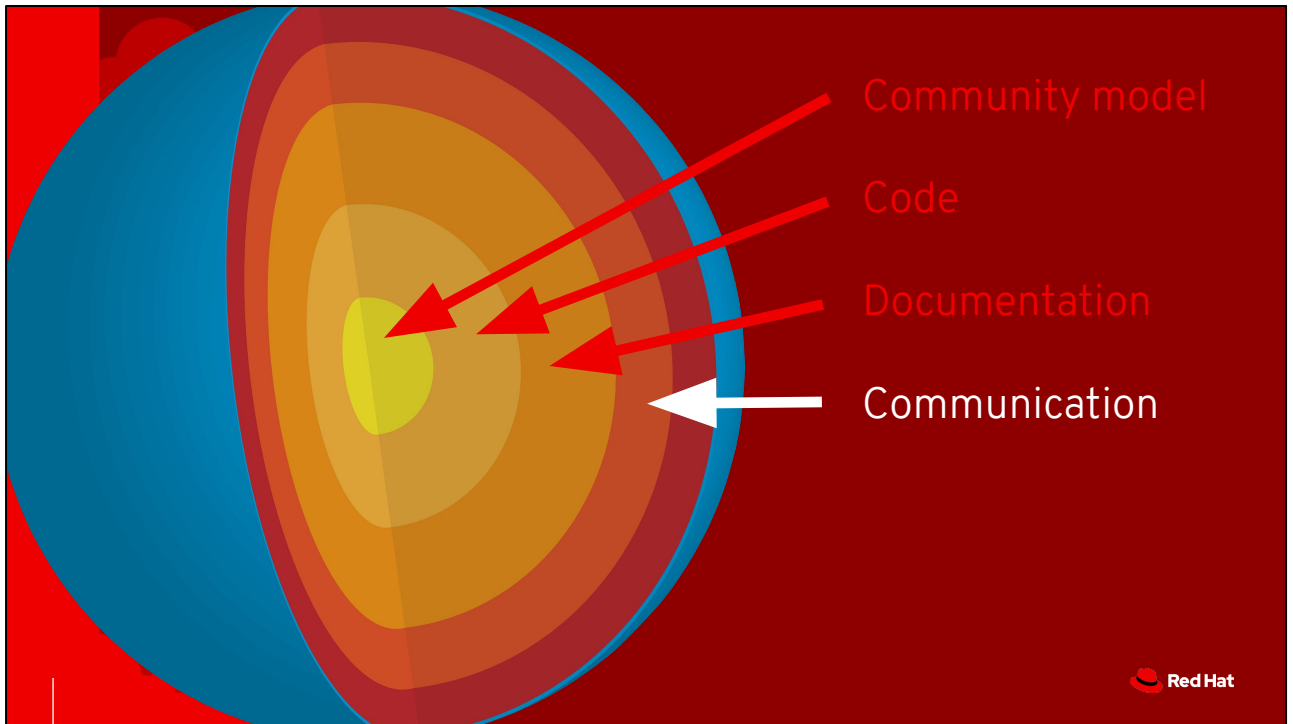 Community model
Code
Documentation
Communication
Red Hat